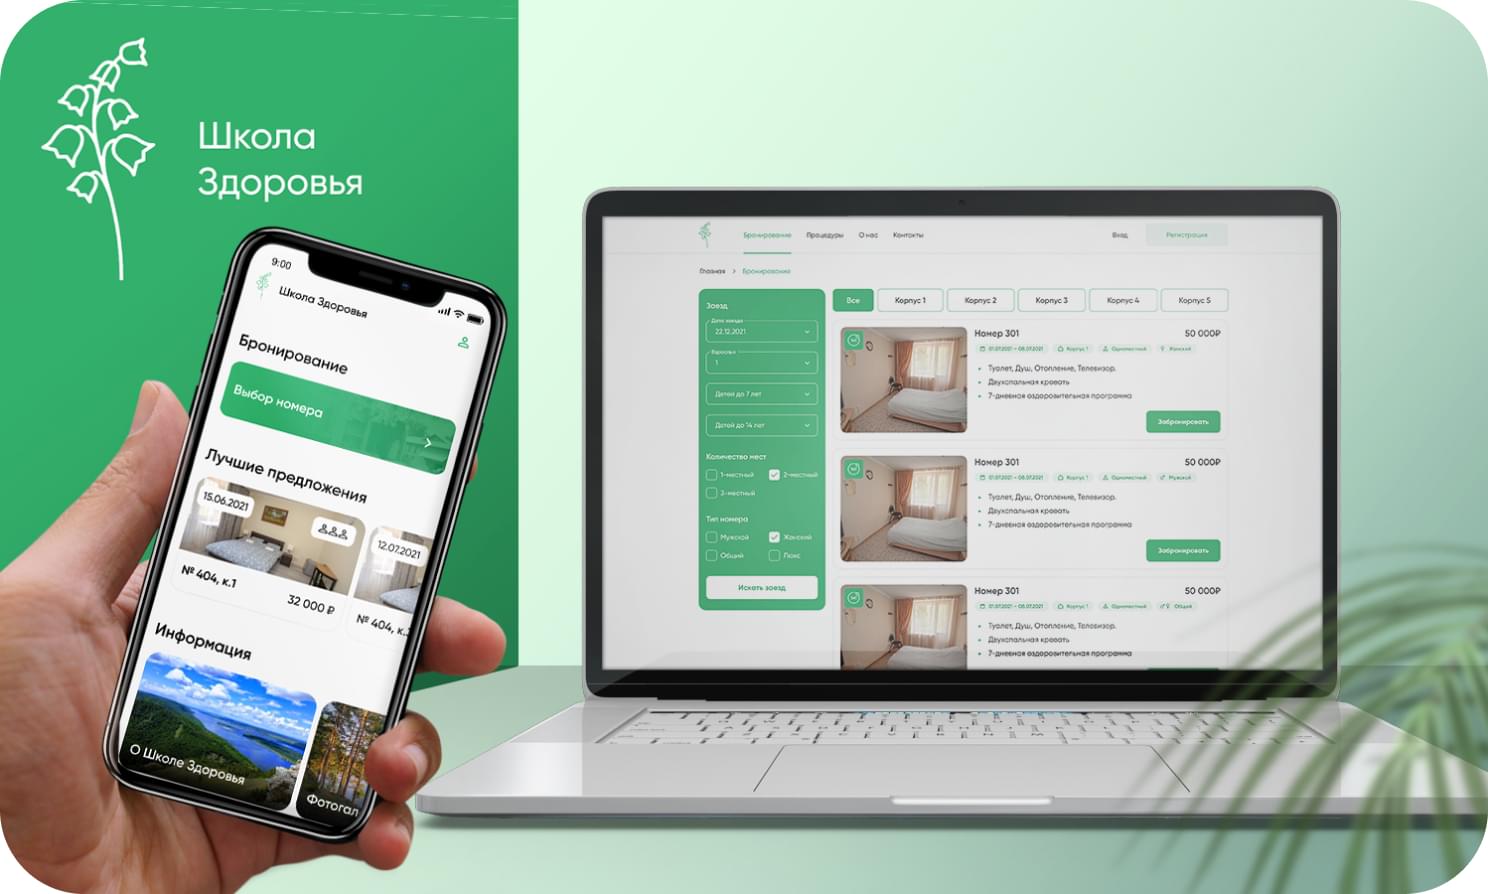 Школа
Здоровья
9:00
Школа Здоровья
Бронирование
Выбор номера
Лучшие предложения
15.06.2021
12.07.2021
№ 404, к.1
32 000 ₽
№ 404, к.
Информация
О Школе Здоровья
Фотогал
Бронирование Процедуры О нас Контакты Вход Регистрация
Главная > Бронирование
Заезд
Дата заезда
22.12.2021
Взрослых
1
Детей до 7 лет
Детей до 14 лет
Количество мест
1-местный 2-местный
3-местный
Тип номера
Мужской Женский
Общий Люкс
Искать заезд
Все Корпус 1 Корпус 2 Корпус 3 Корпус 4 Корпус 5
Номер 301 50 000₽
01.07.2021 – 08.07.2021 Корпус 1 Одноместный Женский
Туалет, Душ, Отопление, Телевизор.
Двухспальная кровать
7-дневная оздоровительная программа
Забронировать
Номер 301 50 000₽
01.07.2021 – 08.07.2021 Корпус 1 Одноместный Мужской
Туалет, Душ, Отопление, Телевизор.
Двухспальная кровать
7-дневная оздоровительная программа
Забронировать
Номер 301 50 000₽
01.07.2021 – 08.07.2021 Корпус 1 Одноместный Общий
Туалет, Душ, Отопление, Телевизор.
Двухспальная кровать
7-дневная оздоровительная программа